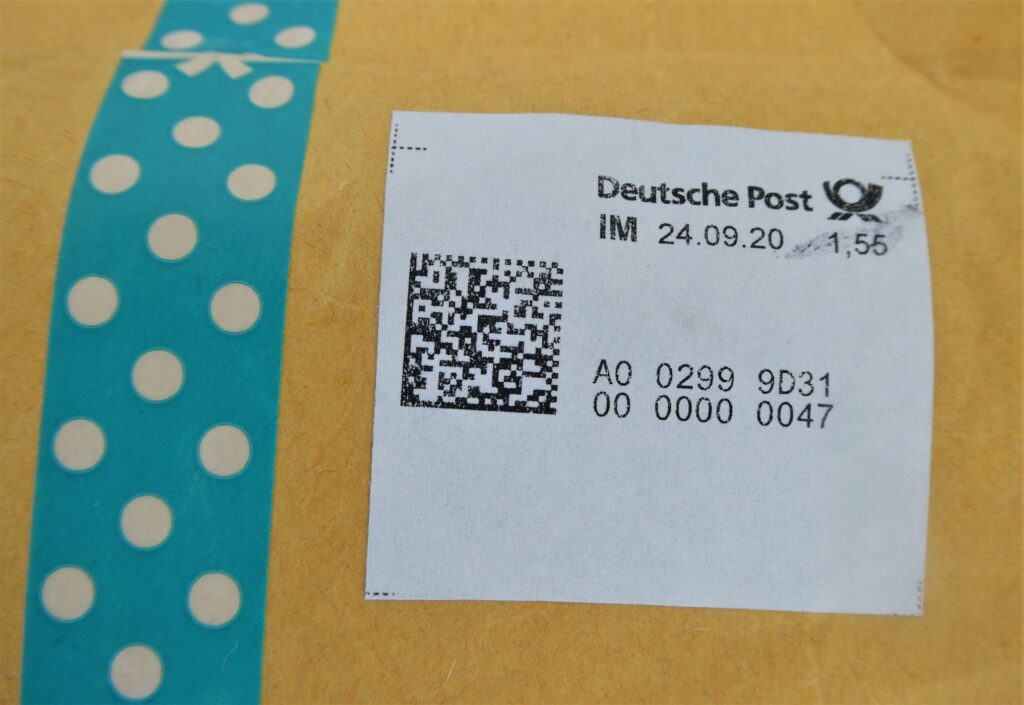 Deutsche Post
IM 24.09.20 1,55
A0 0299 9D31
00 0000 0047